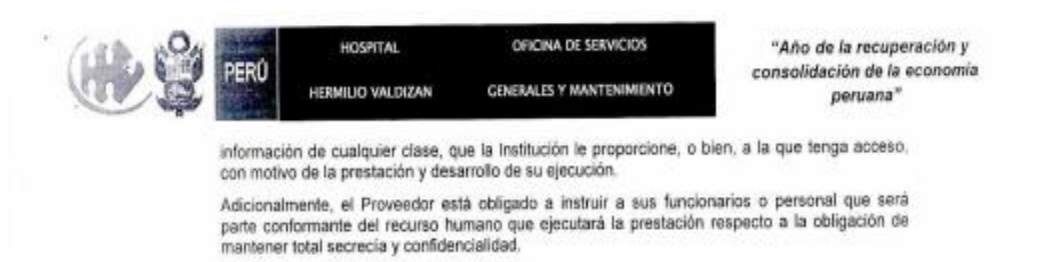 PERÚ
HOSPITAL
HERMILIO VALDIZAN
OFICINA DE SERVICIOS
GENERALES Y MANTENIMIENTO
"Año de la recuperación y
consolidación de la economía
peruana"
información de cualquier clase, que la Institución le proporcione, o bien, a la que tenga acceso,
con motivo de la prestación y desarrollo de su ejecución.
Adicionalmente, el Proveedor está obligado a instruir a sus funcionarios o personal que será
parte conformante del recurso humano que ejecutará la prestación respecto a la obligación de
mantener total secrecia y confidencialidad.